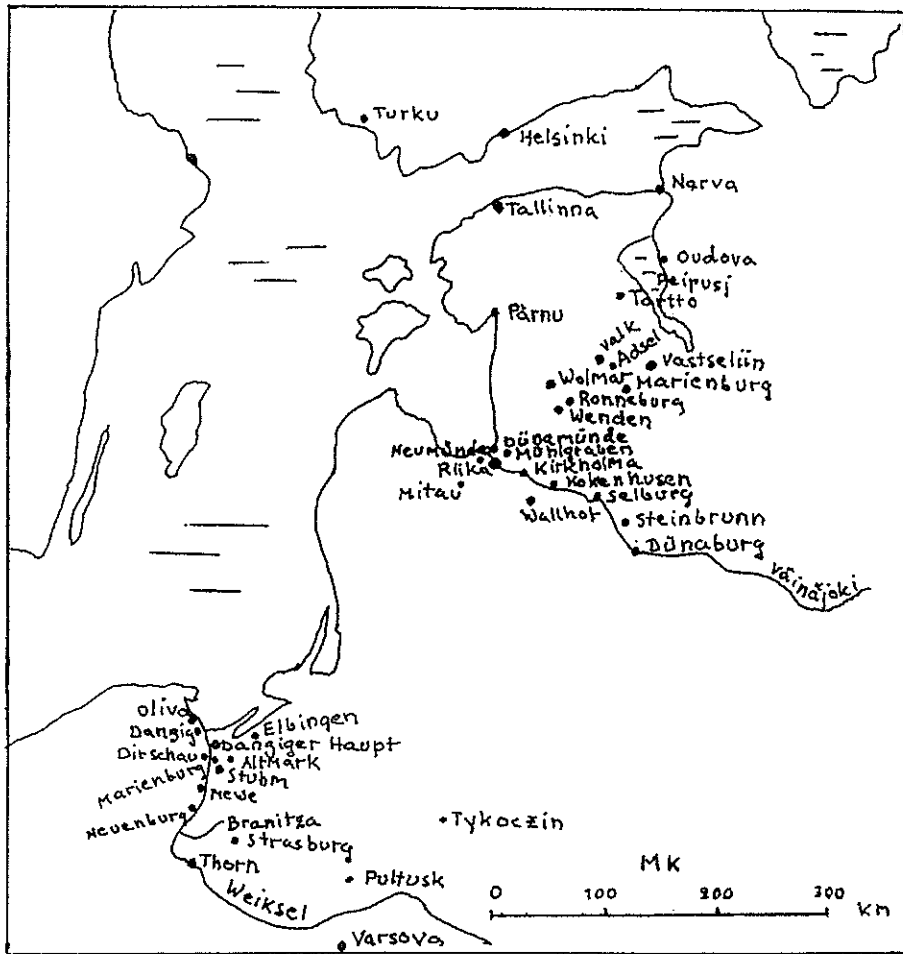 Turku
Helsinki
Narva
Tallinna
Oudova
Peipusj
Tartto
Pärnu
Valk
Adsel
Vastseliin
Wolmar
Marienburg
Ronneburg
Wenden
Dünamünde
Neumünde
Mühlgraben
Riika
Kirkholma
Mitau
Kokenhusen
Selburg
Wallhof
Steinbrunn
Dünaburg
Väinäjoki
Oliva
Elbingen
Danzig
Danziger Haupt
Dirschau
Altmark
Marienburg
Stuhm
Mewe
Neuenburg
Branitza
Tykoczin
Strasburg
Thorn
Pultusk
MK
Weiksel
0 100 200 300
km
Varsova